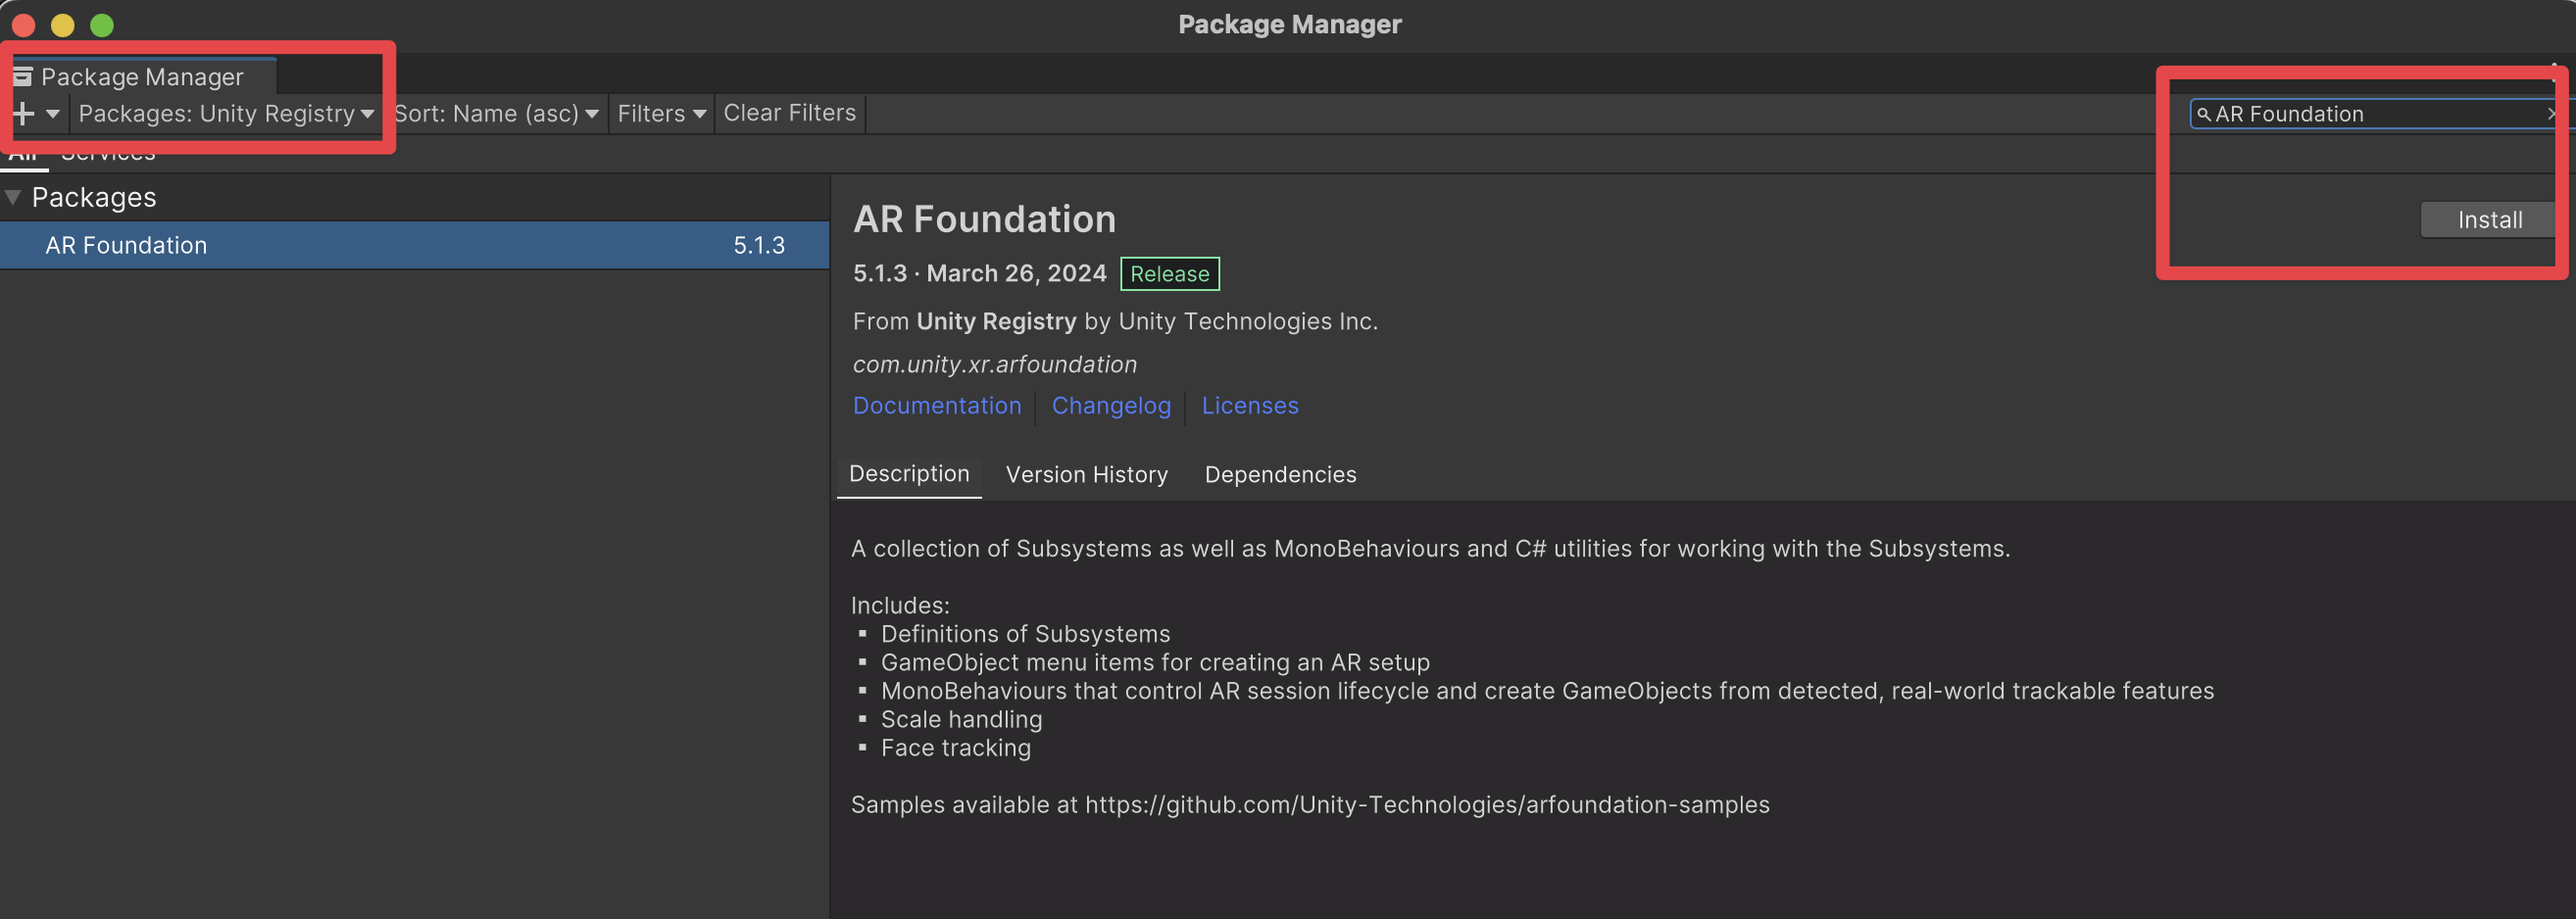 Package Manager
Package Manager
+ Packages: Unity Registry Sort: Name (asc) Filters Clear Filters AR Foundation
All Services
Packages
AR Foundation 5.1.3
AR Foundation
Install
5.1.3 · March 26, 2024 Release
From Unity Registry by Unity Technologies Inc.
com.unity.xr.arfoundation
Documentation Changelog Licenses
Description Version History Dependencies
A collection of Subsystems as well as MonoBehaviours and C# utilities for working with the Subsystems.
Includes:
▪ Definitions of Subsystems
▪ GameObject menu items for creating an AR setup
▪ MonoBehaviours that control AR session lifecycle and create GameObjects from detected, real-world trackable features
▪ Scale handling
▪ Face tracking
Samples available at https://github.com/Unity-Technologies/arfoundation-samples